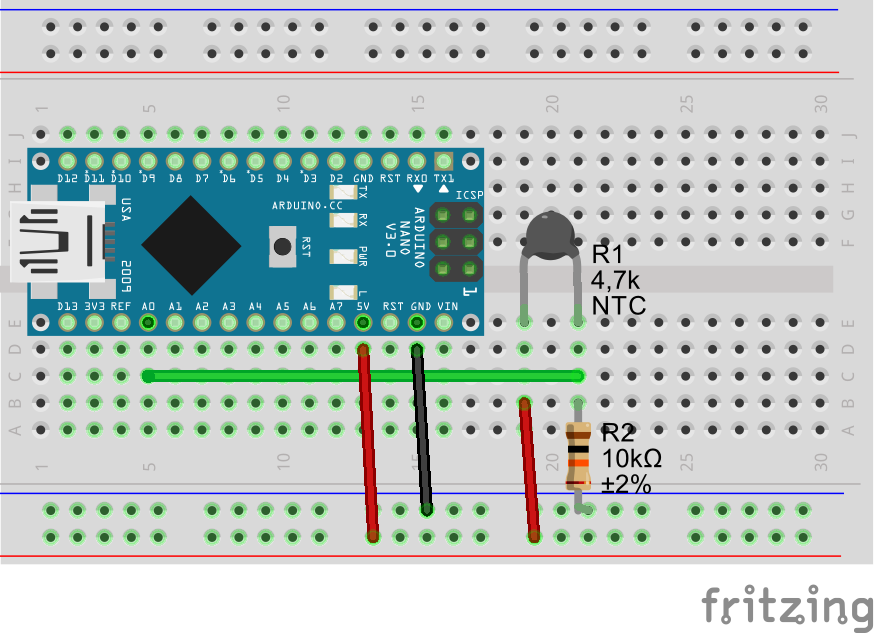 1 5 10 15 20 25 30
J J
I I
H H
G G
F F
D12 D11 D10 D9 D8 D7 D6 D5 D4 D3 D2 GND RST RX0 TX1
USA
2009
ARDUINO.CC
RST
TX
RX
PWR
L
ARDUINO
NANO
V3.0
ICSP
1
D13 3V3 REF A0 A1 A2 A3 A4 A5 A6 A7 5V RST GND VIN
R1
4,7k
NTC
E E
D D
C C
B B
A A
R2
10kΩ
±2%
1 5 10 15 20 25 30
fritzing